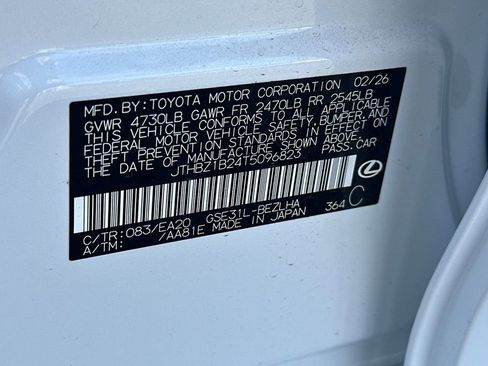 MFD.BY: TOYOTA MOTOR CORPORATION 02/26
GVWR 4730LB GAWR FR 2470LB RR 2545LB
THIS VEHICLE CONFORMS TO ALL APPLICABLE
FEDERAL MOTOR VEHICLE SAFETY, BUMPER, AND
THEFT PREVENTION STANDARDS IN EFFECT ON
THE DATE OF MANUFACTURE SHOWN ABOVE.
JTHBZ1B24T5096823 PASS.CAR
C/TR: 083/EA20 GSE31L-BEZLHA 364 C
A/TM: /AA81E MADE IN JAPAN